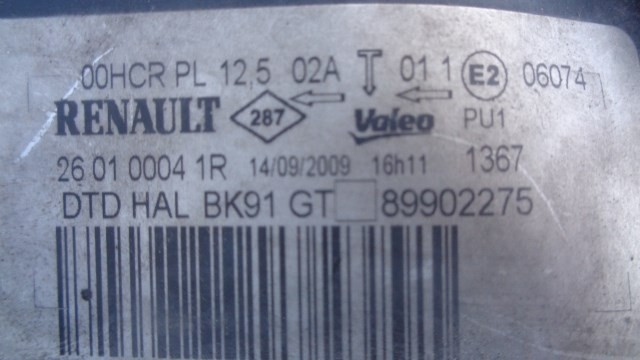 00HCR PL 12,5 02A T 01 1 E2 06074
RENAULT 287 Valeo PU1
26 01 0004 1R 14/09/2009 16h11 1367
DTD HAL BK91 GT 89902275